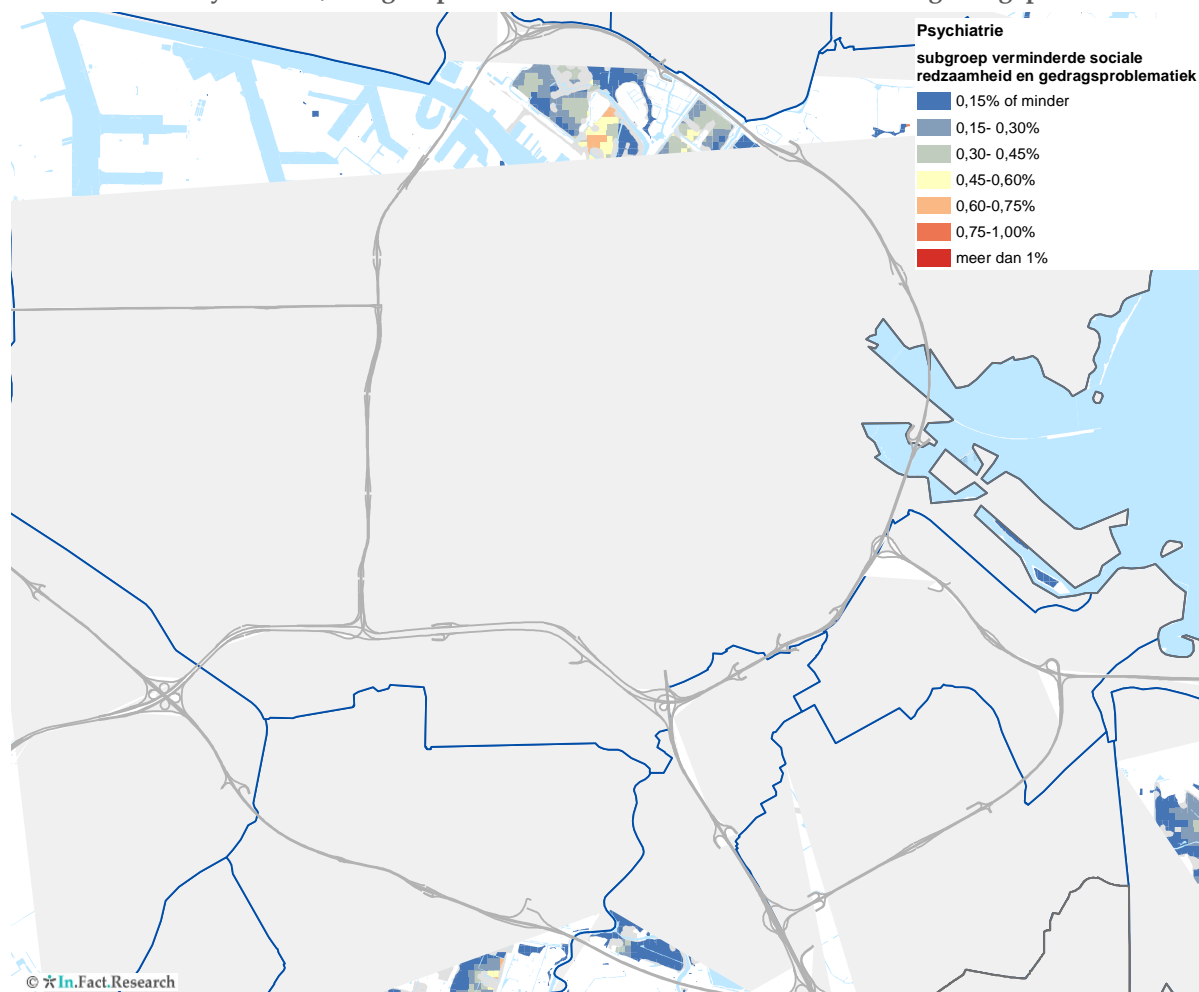 Psychiatrie
subgroep verminderde sociale
redzaamheid en gedragsproblematiek
0,15% of minder
0,15- 0,30%
0,30- 0,45%
0,45-0,60%
0,60-0,75%
0,75-1,00%
meer dan 1%
© In.Fact.Research